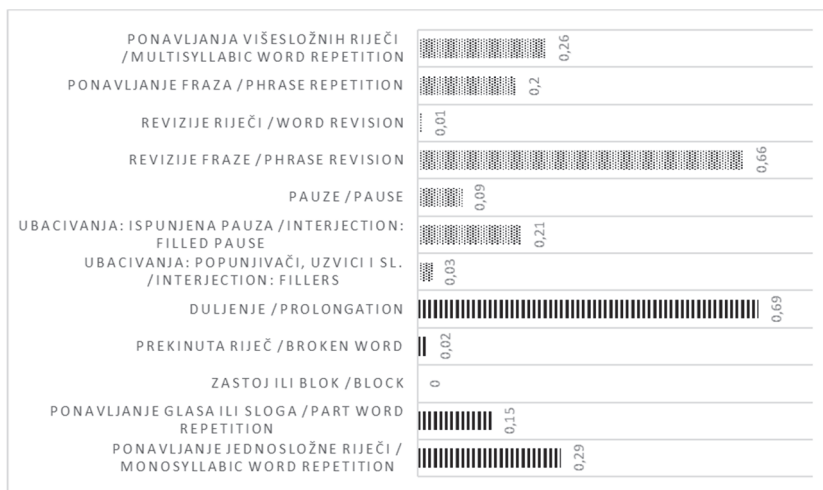 PONAVLJANJA VIŠESLOŽNIH RIJEČI
/MULTISYLLABIC WORD REPETITION
0,26
PONAVLJANJE FRAZA /PHRASE REPETITION
0,2
REVIZIJE RIJEČI /WORD REVISION
0,01
REVIZIJE FRAZE /PHRASE REVISION
0,66
PAUZE /PAUSE
0,09
UBACIVANJA: ISPUNJENA PAUZA /INTERJECTION:
FILLED PAUSE
0,21
UBACIVANJA: POPUNJIVAČI, UZVICI I SL.
/INTERJECTION: FILLERS
0,03
DULJENJE /PROLONGATION
0,69
PREKINUTA RIJEČ /BROKEN WORD
0,02
ZASTOJ ILI BLOK /BLOCK
0
PONAVLJANJE GLASA ILI SLOGA /PART WORD
REPETITION
0,15
PONAVLJANJE JEDNOSLOŽNE RIJEČI /
MONOSYLLABIC WORD REPETITION
0,29